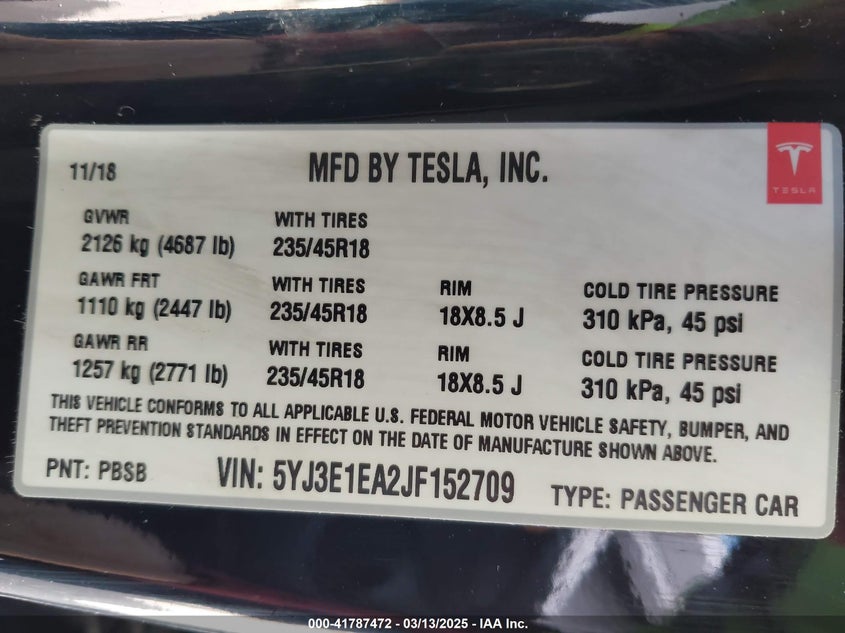 11/18 MFD BY TESLA, INC.
TESLA
GVWR WITH TIRES
2126 kg (4687 lb) 235/45R18
GAWR FRT WITH TIRES RIM COLD TIRE PRESSURE
1110 kg (2447 lb) 235/45R18 18X8.5 J 310 kPa, 45 psi
GAWR RR WITH TIRES RIM COLD TIRE PRESSURE
1257 kg (2771 lb) 235/45R18 18X8.5 J 310 kPa, 45 psi
THIS VEHICLE CONFORMS TO ALL APPLICABLE U.S. FEDERAL MOTOR VEHICLE SAFETY, BUMPER, AND
THEFT PREVENTION STANDARDS IN EFFECT ON THE DATE OF MANUFACTURE SHOWN ABOVE.
PNT: PBSB VIN: 5YJ3E1EA2JF152709 TYPE: PASSENGER CAR
000-41787472 - 03/13/2025 - IAA Inc.